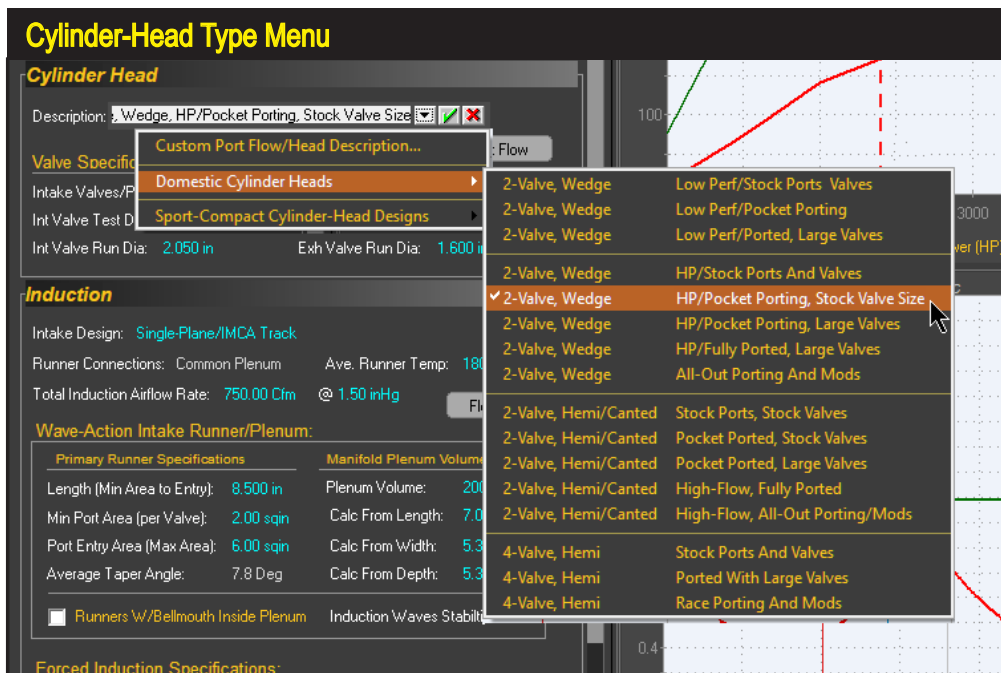 Cylinder-Head Type Menu
Cylinder Head
Description: , Wedge, HP/Pocket Porting, Stock Valve Size
Custom Port Flow/Head Description...
Domestic Cylinder Heads
Sport-Compact Cylinder-Head Designs
Flow
Valve Specific
Intake Valves/P
Int Valve Test D
Int Valve Run Dia: 2.050 in Exh Valve Run Dia: 1.600 i
2-Valve, Wedge Low Perf/Stock Ports Valves
2-Valve, Wedge Low Perf/Pocket Porting
2-Valve, Wedge Low Perf/Ported, Large Valves
2-Valve, Wedge HP/Stock Ports And Valves
2-Valve, Wedge HP/Pocket Porting, Stock Valve Size
2-Valve, Wedge HP/Pocket Porting, Large Valves
2-Valve, Wedge HP/Fully Ported, Large Valves
2-Valve, Wedge All-Out Porting And Mods
2-Valve, Hemi/Canted Stock Ports, Stock Valves
2-Valve, Hemi/Canted Pocket Ported, Stock Valves
2-Valve, Hemi/Canted Pocket Ported, Large Valves
2-Valve, Hemi/Canted High-Flow, Fully Ported
2-Valve, Hemi/Canted High-Flow, All-Out Porting/Mods
4-Valve, Hemi Stock Ports And Valves
4-Valve, Hemi Ported With Large Valves
4-Valve, Hemi Race Porting And Mods
Induction
Intake Design: Single-Plane/IMCA Track
Runner Connections: Common Plenum Ave. Runner Temp: 180
Total Induction Airflow Rate: 750.00 Cfm @ 1.50 inHg
Fl
Wave-Action Intake Runner/Plenum:
Primary Runner Specifications Manifold Plenum Volume
Length (Min Area to Entry): 8.500 in Plenum Volume: 200
Min Port Area (per Valve): 2.00 sqin Calc From Length: 7.0
Port Entry Area (Max Area): 6.00 sqin Calc From Width: 5.3
Average Taper Angle: 7.8 Deg Calc From Depth: 5.3
Runners W/Bellmouth Inside Plenum Induction Waves Stabilti
Forced Induction Specifications:
100
3000
wer (HP)
0.4